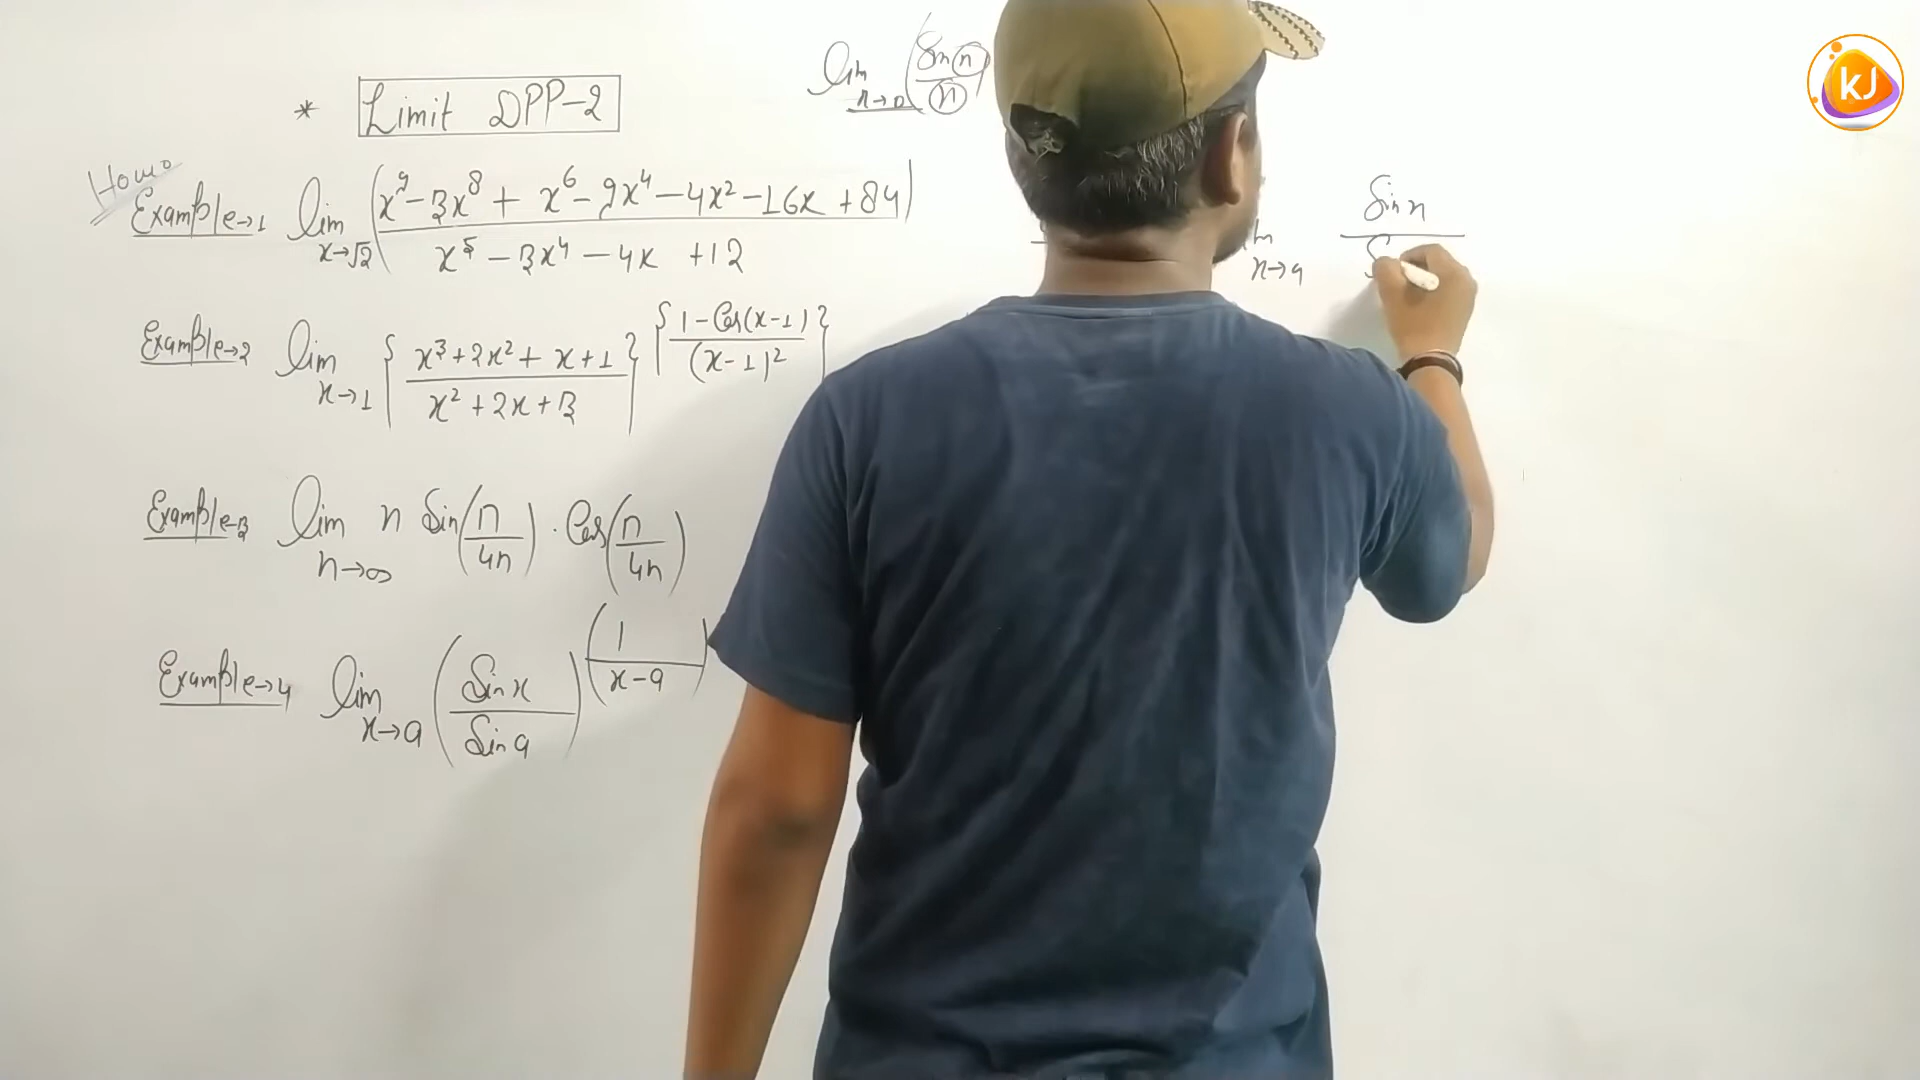 * Limit DPP-2
lim x→0 (Sin x / x)
Home
Example→1 lim x→√2 (x⁹-3x⁸+ x⁶-9x⁴-4x²-16x+84 / x⁵-3x⁴-4x +12)
Example→2 lim x→1 { x³+2x²+ x+1 / x²+2x+3 } { 1-Cos(x-1) / (x-1)² }
Example→3 lim n→∞ n Sin(π / 4n) · Cos(π / 4n)
Example→4 lim x→a (Sin x / Sin a) (1 / x-a)
x→a Sin x
KJ